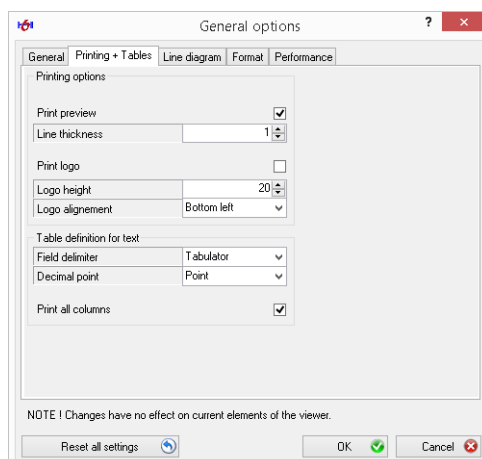 General options ? ×
General Printing + Tables Line diagram Format Performance
Printing options
Print preview
Line thickness 1
Print logo
Logo height 20
Logo alignement Bottom left
Table definition for text
Field delimiter Tabulator
Decimal point Point
Print all columns
NOTE ! Changes have no effect on current elements of the viewer.
Reset all settings OK Cancel